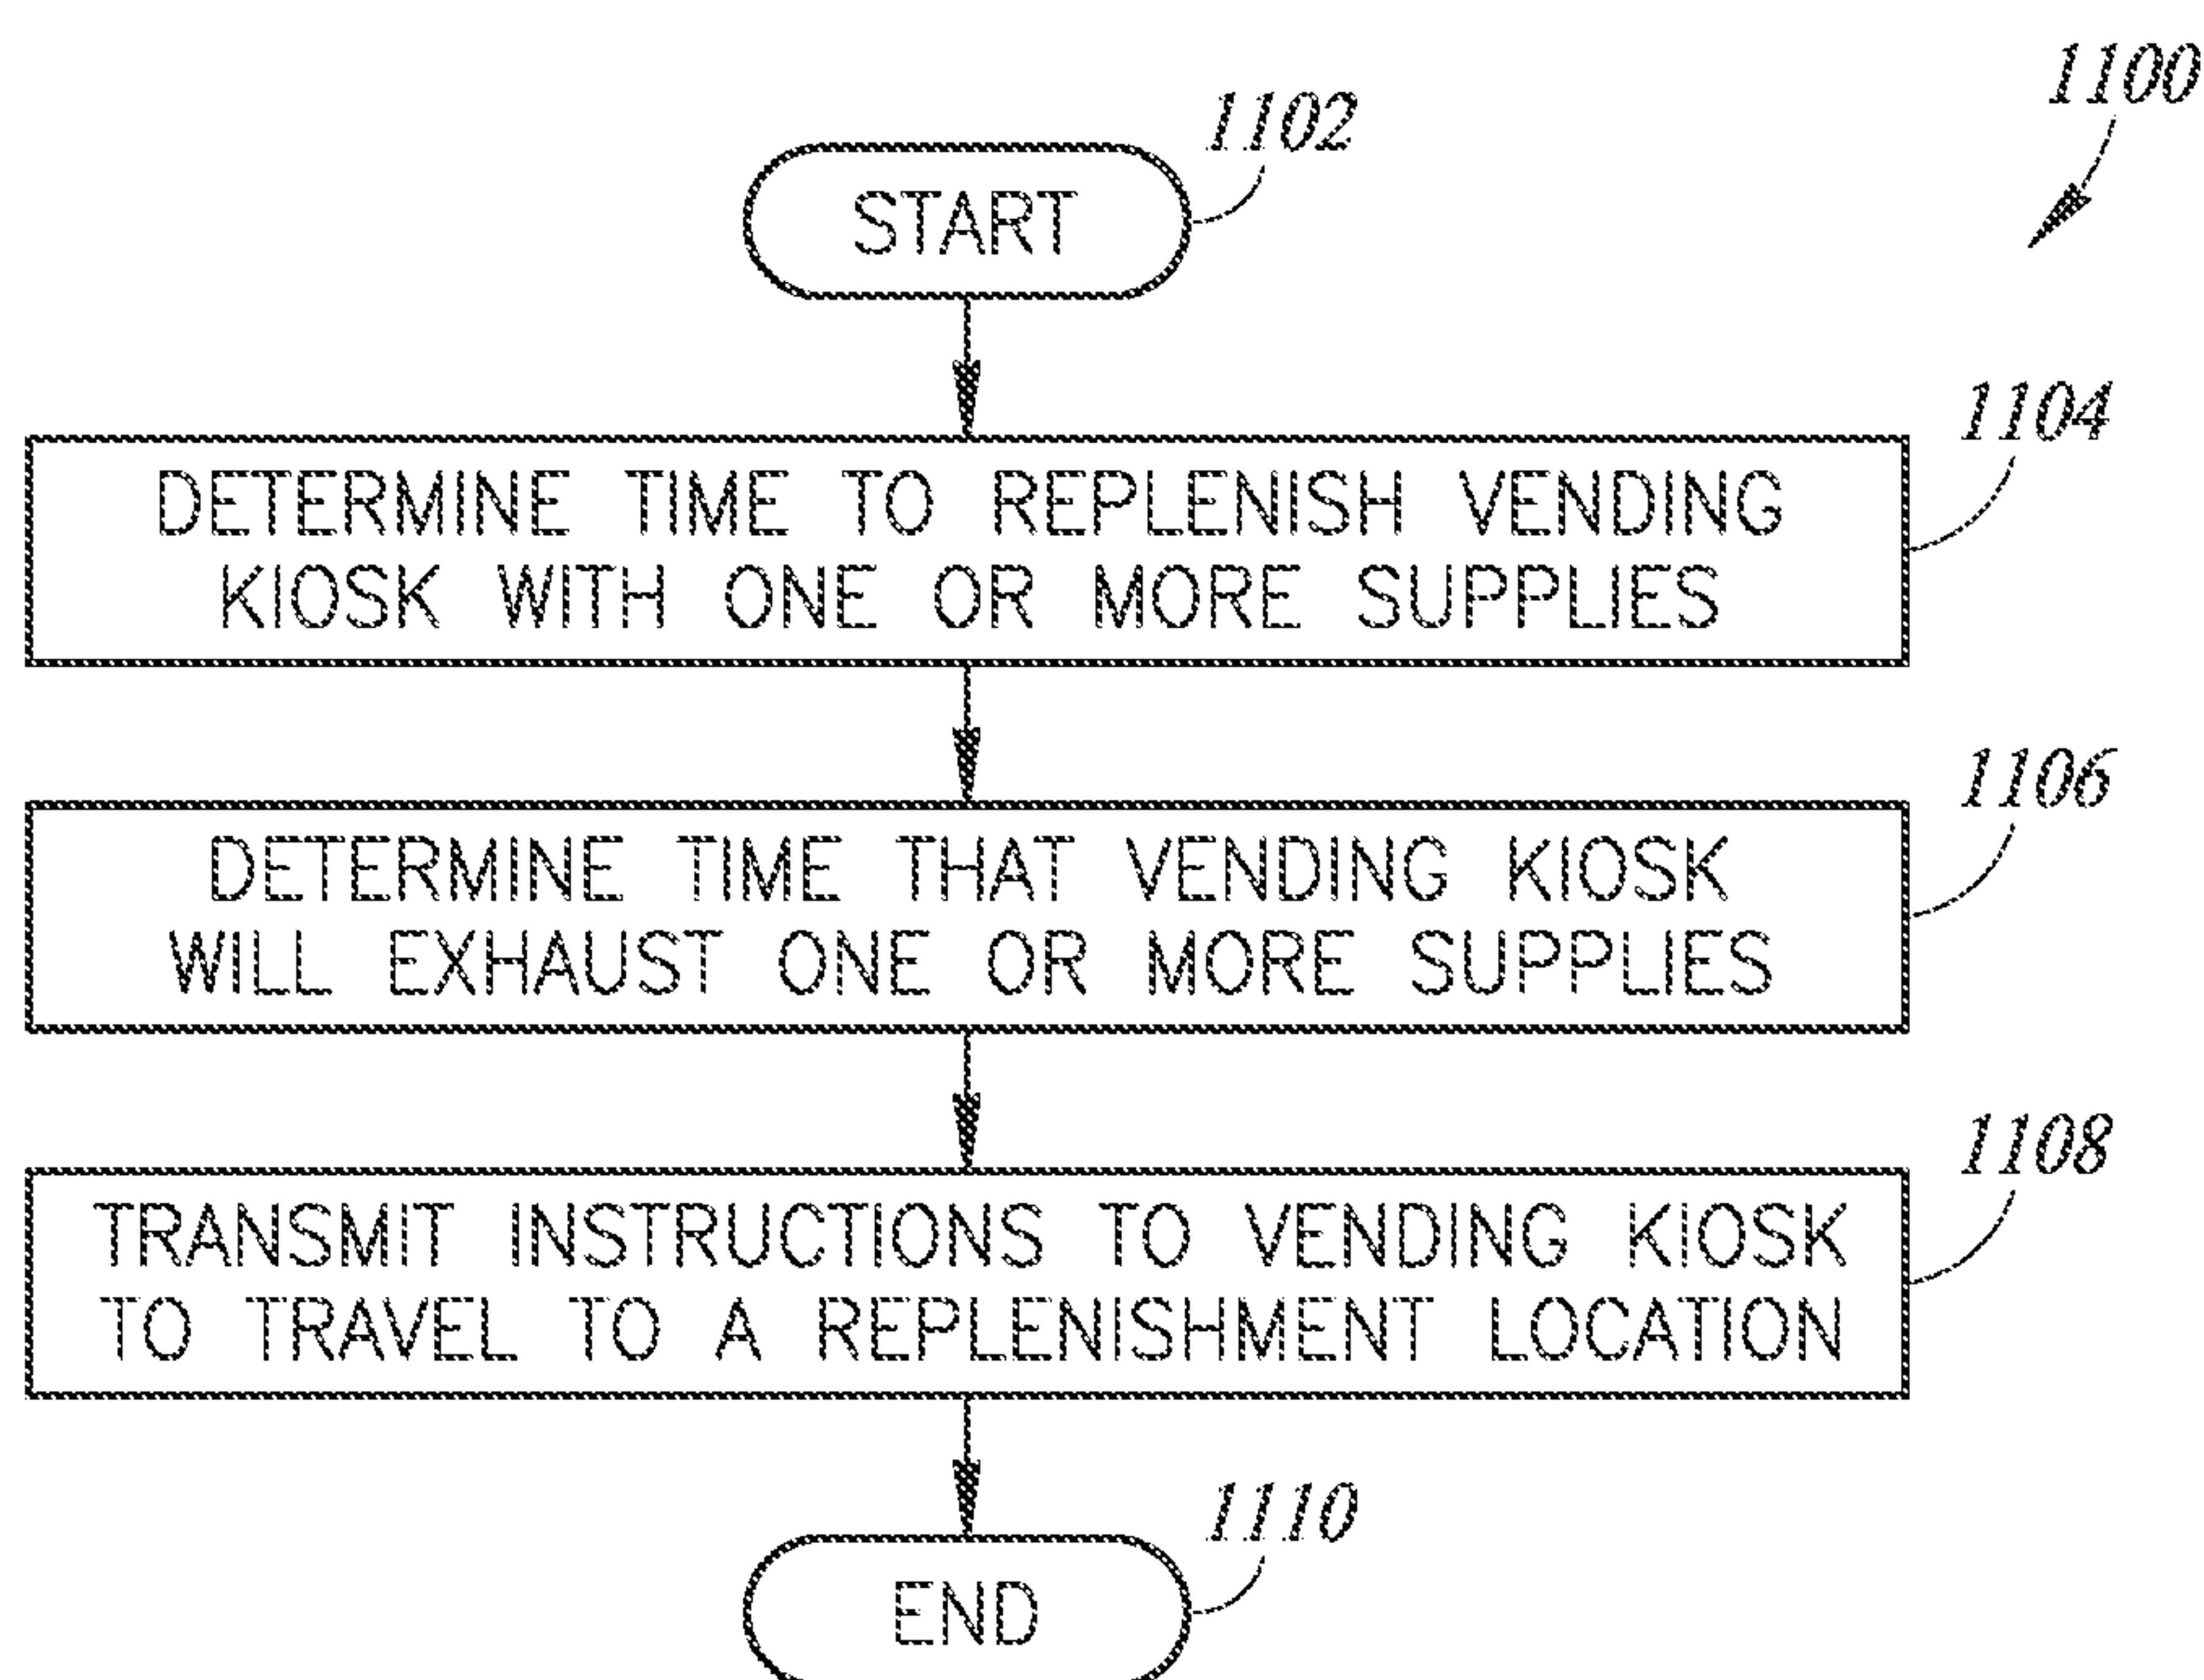 1100
1102
START
1104
DETERMINE TIME TO REPLENISH VENDING
KIOSK WITH ONE OR MORE SUPPLIES
1106
DETERMINE TIME THAT VENDING KIOSK
WILL EXHAUST ONE OR MORE SUPPLIES
1108
TRANSMIT INSTRUCTIONS TO VENDING KIOSK
TO TRAVEL TO A REPLENISHMENT LOCATION
1110
END